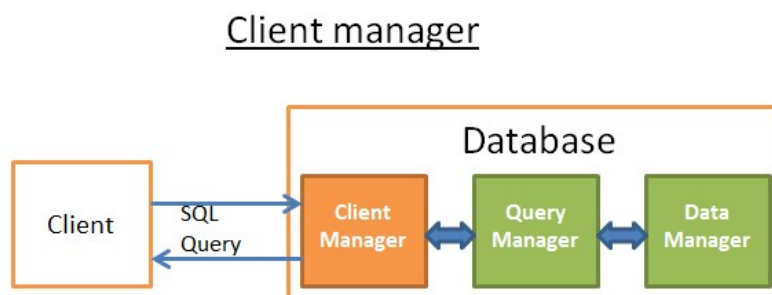 Client manager
Database
Client
SQL
Query
Client
Manager
Query
Manager
Data
Manager